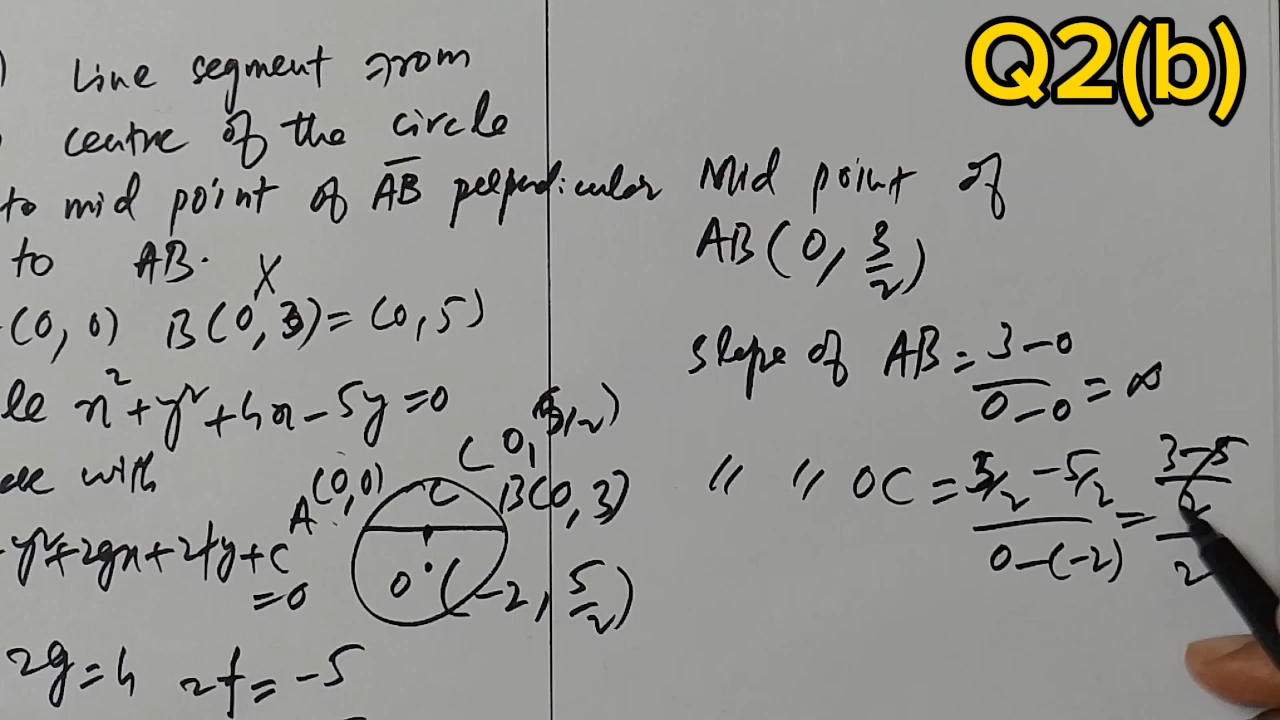 Q2(b)
) Line segment from
centre of the circle
to mid point of AB perpendicular
to AB.
X
(0, 0) B(0, 3) = (0, 5)
le x² + y² + 4x - 5y = 0
with
y² + 2gx + 2fy + c
= 0
2g = 4 2f = -5
A(0,0)
C
B(0, 3)
O (-2, 5/2)
Mid point of
AB(0, 3/2)
Slope of AB = 3-0/0-0 = ∞
" " OC = 3/2 - 5/2 / 0-(-2) = 3-5/2 / 2